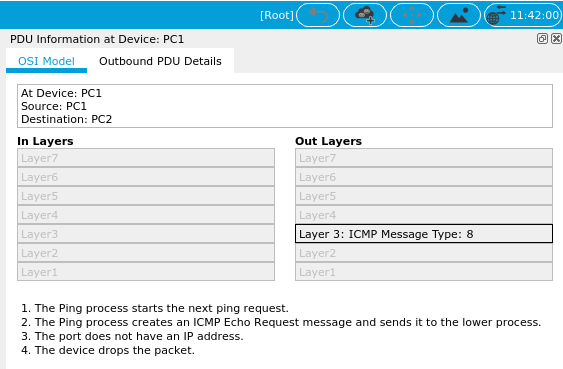 [Root]
11:42:00
PDU Information at Device: PC1
OSI Model
Outbound PDU Details
At Device: PC1
Source: PC1
Destination: PC2
In Layers
Layer7
Layer6
Layer5
Layer4
Layer3
Layer2
Layer1
Out Layers
Layer7
Layer6
Layer5
Layer4
Layer 3: ICMP Message Type: 8
Layer2
Layer1
1. The Ping process starts the next ping request.
2. The Ping process creates an ICMP Echo Request message and sends it to the lower process.
3. The port does not have an IP address.
4. The device drops the packet.